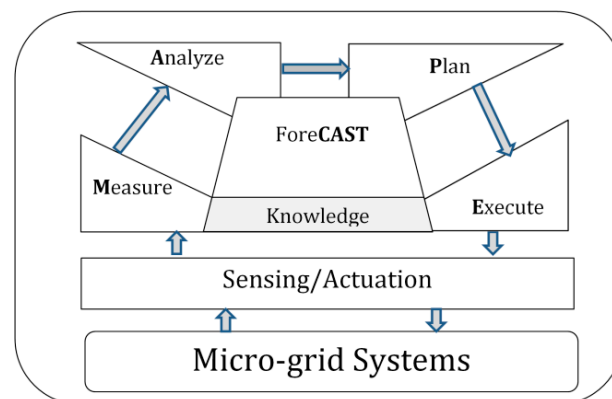 Analyze
Plan
ForeCAST
Measure
Knowledge
Execute
Sensing/Actuation
Micro-grid Systems